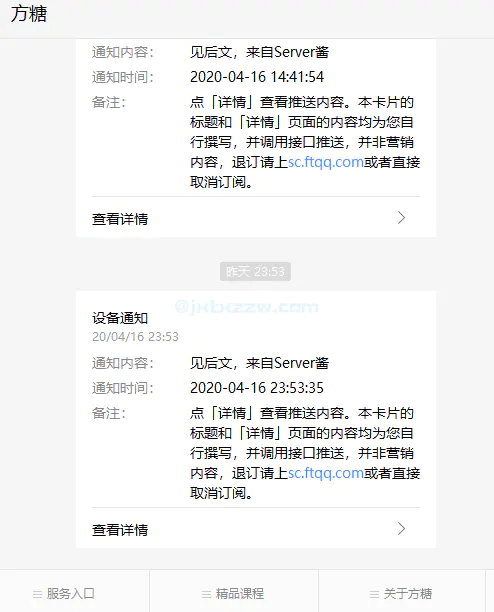 方糖
通知内容： 见后文，来自Server酱
通知时间： 2020-04-16 14:41:54
备注： 点「详情」查看推送内容。本卡片的
标题和「详情」页面的内容均为您自
行撰写，并调用接口推送，并非营销
内容，退订请上sc.ftqq.com或者直接
取消订阅。
查看详情
昨天 23:53
@jxbxzzw.com
设备通知
20/04/16 23:53
通知内容： 见后文，来自Server酱
通知时间： 2020-04-16 23:53:35
备注： 点「详情」查看推送内容。本卡片的
标题和「详情」页面的内容均为您自
行撰写，并调用接口推送，并非营销
内容，退订请上sc.ftqq.com或者直接
取消订阅。
查看详情
服务入口 精品课程 关于方糖